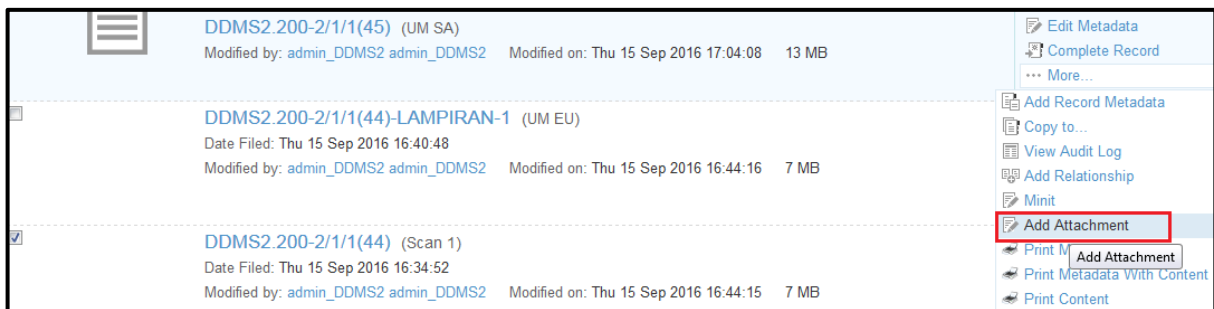 DDMS2.200-2/1/1(45) (UM SA)
Modified by: admin_DDMS2 admin_DDMS2 Modified on: Thu 15 Sep 2016 17:04:08 13 MB
Edit Metadata
Complete Record
More...
DDMS2.200-2/1/1(44)-LAMPIRAN-1 (UM EU)
Date Filed: Thu 15 Sep 2016 16:40:48
Modified by: admin_DDMS2 admin_DDMS2 Modified on: Thu 15 Sep 2016 16:44:16 7 MB
DDMS2.200-2/1/1(44) (Scan 1)
Date Filed: Thu 15 Sep 2016 16:34:52
Modified by: admin_DDMS2 admin_DDMS2 Modified on: Thu 15 Sep 2016 16:44:15 7 MB
Add Record Metadata
Copy to...
View Audit Log
Add Relationship
Minit
Add Attachment
Print M
Add Attachment
Print Metadata With Content
Print Content